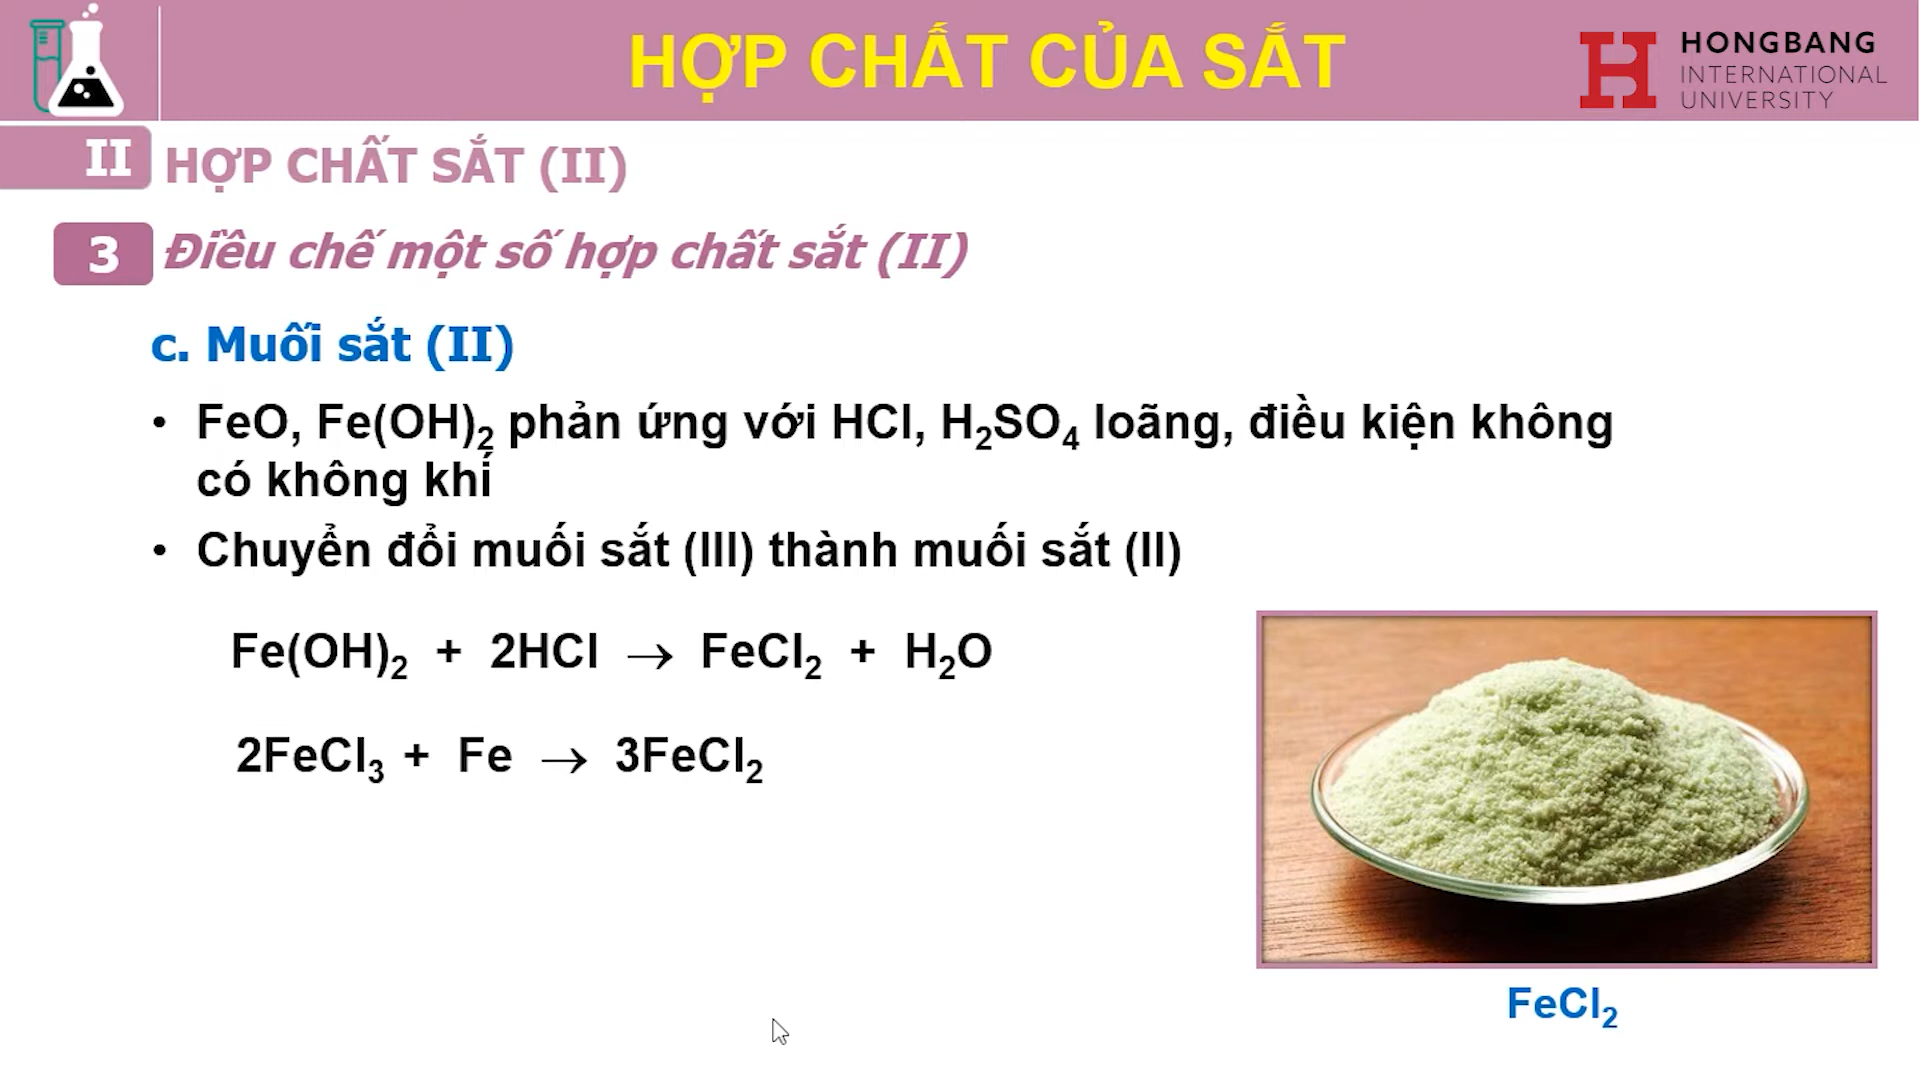 HỢP CHẤT CỦA SẮT
HONGBANG
INTERNATIONAL
UNIVERSITY
II HỢP CHẤT SẮT (II)
3 Điều chế một số hợp chất sắt (II)
c. Muối sắt (II)
• FeO, Fe(OH)₂ phản ứng với HCl, H₂SO₄ loãng, điều kiện không
có không khí
• Chuyển đổi muối sắt (III) thành muối sắt (II)
Fe(OH)₂ + 2HCl → FeCl₂ + H₂O
2FeCl₃ + Fe → 3FeCl₂
FeCl₂